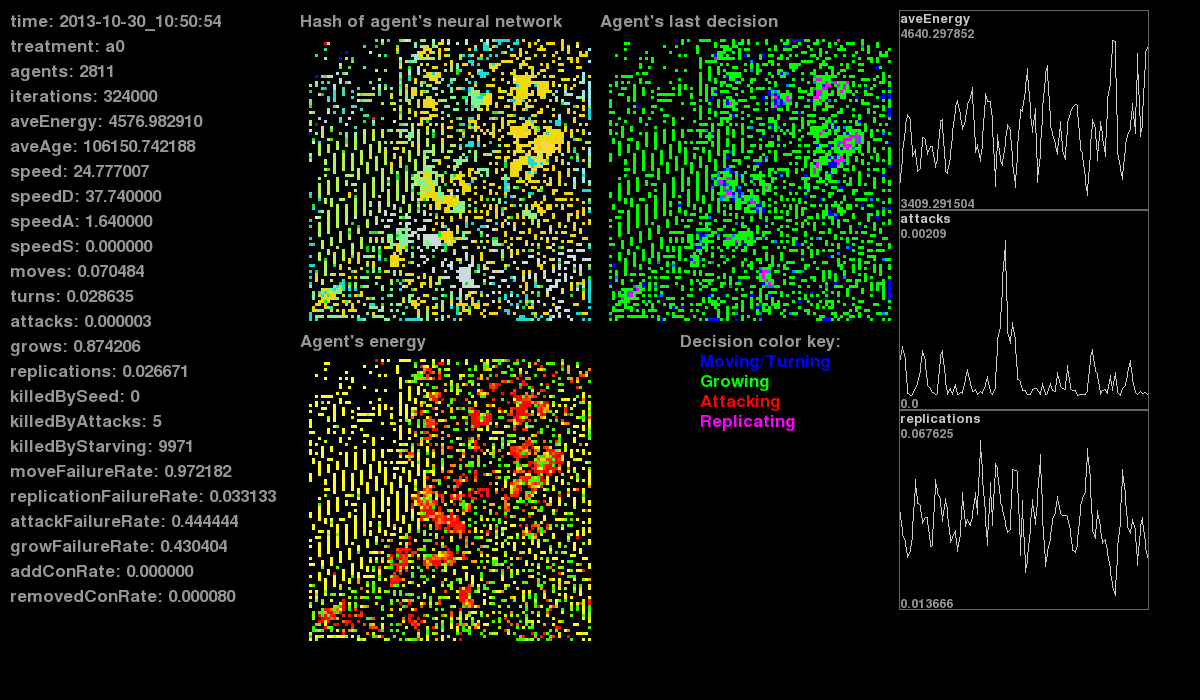 time: 2013-10-30_10:50:54
treatment: a0
agents: 2811
iterations: 324000
aveEnergy: 4576.982910
aveAge: 106150.742188
speed: 24.777007
speedD: 37.740000
speedA: 1.640000
speedS: 0.000000
moves: 0.070484
turns: 0.028635
attacks: 0.000003
grows: 0.874206
replications: 0.026671
killedBySeed: 0
killedByAttacks: 5
killedByStarving: 9971
moveFailureRate: 0.972182
replicationFailureRate: 0.033133
attackFailureRate: 0.444444
growFailureRate: 0.430404
addConRate: 0.000000
removedConRate: 0.000080
Hash of agent's neural network
Agent's last decision
Agent's energy
Decision color key:
Moving/Turning
Growing
Attacking
Replicating
aveEnergy
4640.297852
3409.291504
attacks
0.00209
0.0
replications
0.067625
0.013666